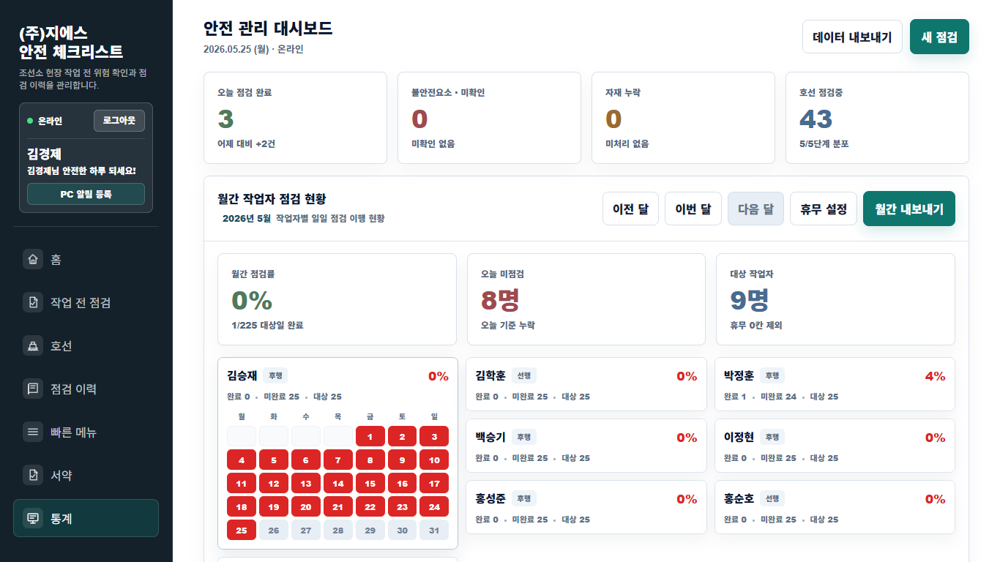 (주)지에스
안전 체크리스트
조선소 현장 작업 전 위험 확인과 점
검 이력을 관리합니다.
온라인
로그아웃
김경제
김경제님 안전한 하루 되세요!
PC 알림 등록
홈
작업 전 점검
호선
점검 이력
빠른 메뉴
서약
통계
안전 관리 대시보드
2026.05.25 (월) · 온라인
데이터 내보내기
새 점검
오늘 점검 완료
3
어제 대비 +2건
불안전요소 · 미확인
0
미확인 없음
자재 누락
0
미처리 없음
호선 점검중
43
5/5단계 분포
월간 작업자 점검 현황
2026년 5월 작업자별 일일 점검 이행 현황
이전 달
이번 달
다음 달
휴무 설정
월간 내보내기
월간 점검률
0%
1/225 대상일 완료
오늘 미점검
8명
오늘 기준 누락
대상 작업자
9명
휴무 0칸 제외
김승재 후행 0%
완료 0 • 미완료 25 • 대상 25
월 화 수 목 금 토 일
1 2 3
4 5 6 7 8 9 10
11 12 13 14 15 16 17
18 19 20 21 22 23 24
25 26 27 28 29 30 31
김학훈 선행 0%
완료 0 • 미완료 25 • 대상 25
박정훈 후행 4%
완료 1 • 미완료 24 • 대상 25
백승기 후행 0%
완료 0 • 미완료 25 • 대상 25
이정현 후행 0%
완료 0 • 미완료 25 • 대상 25
홍성준 후행 0%
완료 0 • 미완료 25 • 대상 25
홍순호 선행 0%
완료 0 • 미완료 25 • 대상 25